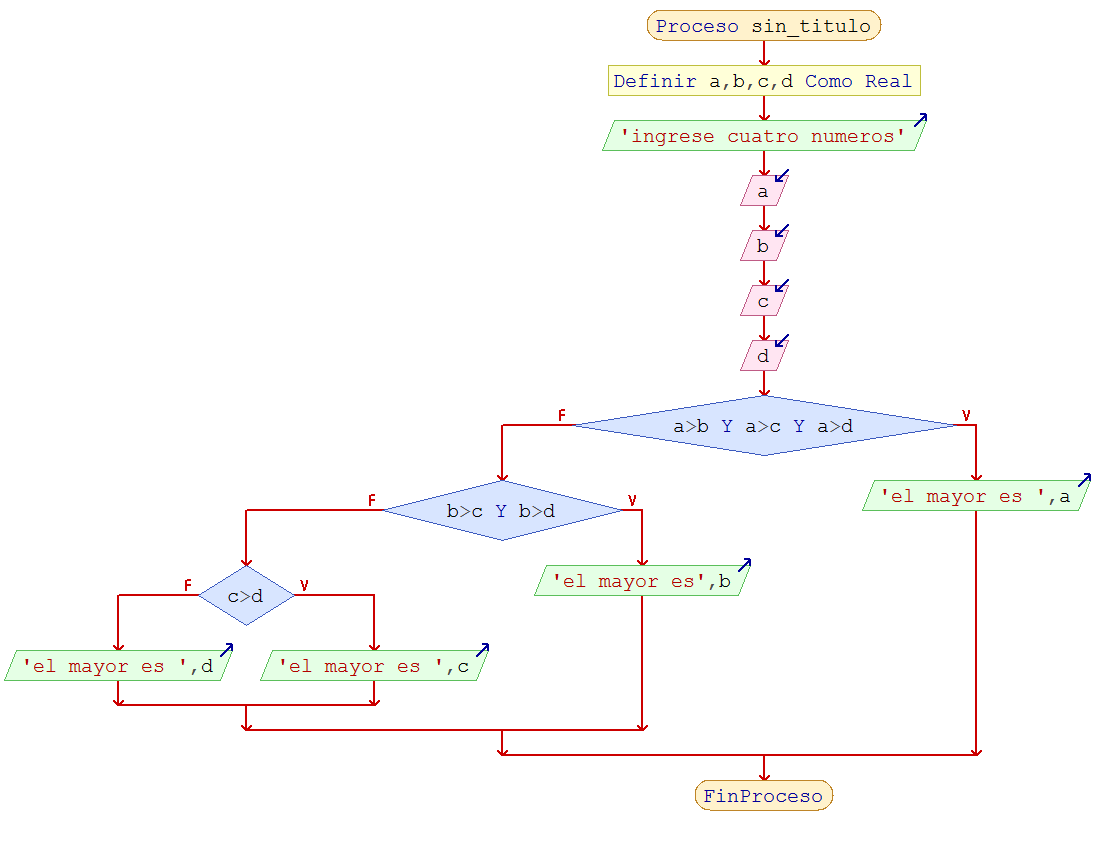 Proceso sin_titulo
Definir a,b,c,d Como Real
'ingrese cuatro numeros'
a
b
c
d
a>b Y a>c Y a>d
F
V
'el mayor es ',a
b>c Y b>d
F
V
'el mayor es',b
c>d
F
V
'el mayor es ',d
'el mayor es ',c
FinProceso